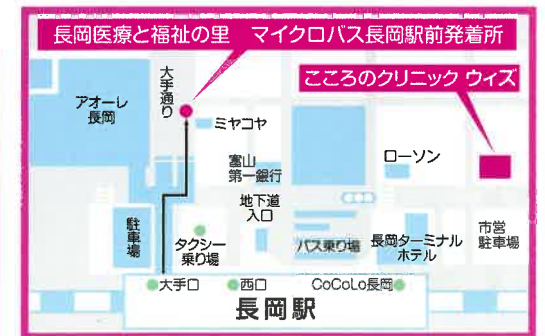 長岡医療と福祉の里 マイクロバス長岡駅前発着所
こころのクリニック ウィズ
大手通り
アオーレ
長岡
ミヤコヤ
富山
第一銀行
ローソン
地下道
入口
駐車場
タクシー
乗り場
バス乗り場
長岡ターミナル
ホテル
市営
駐車場
大手口
西口
CoCoLo長岡
長岡駅